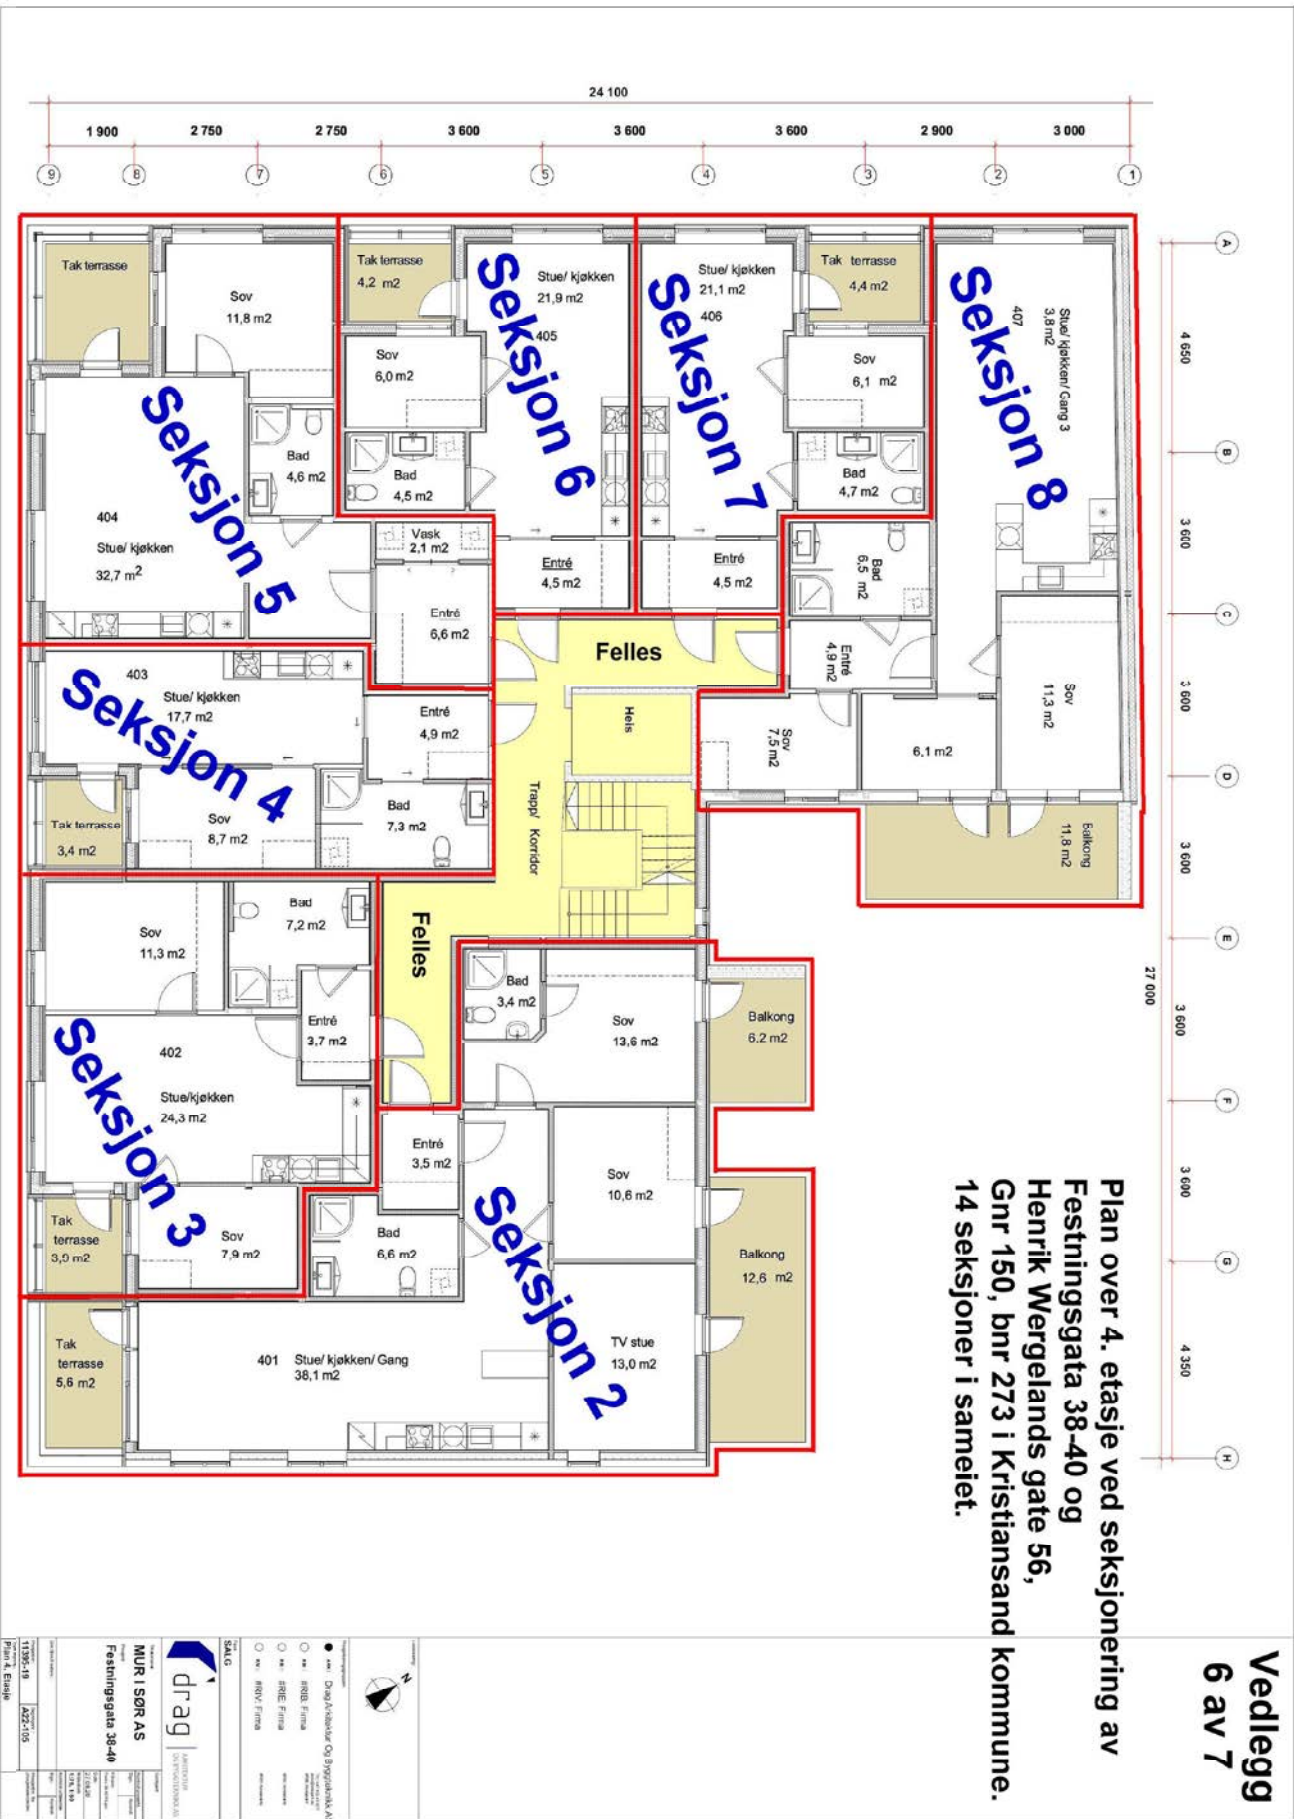 Vedlegg
6 av 7
Plan over 4. etasje ved seksjonering av
Festningsgata 38-40 og
Henrik Wergelands gate 56,
Gnr 150, bnr 273 i Kristiansand kommune.
14 seksjoner i sameiet.
24 100
1 900
2 750
2 750
3 600
3 600
3 600
2 900
3 000
9
8
7
6
5
4
3
2
1
A
B
C
D
E
F
G
H
4 650
3 600
3 600
3 600
3 600
3 600
4 350
27 000
Seksjon 5
Tak terrasse
Sov
11,8 m2
Bad
4,6 m2
404
Stue/ kjøkken
32,7 m2
Vask
2,1 m2
Entré
6,6 m2
Seksjon 6
Tak terrasse
4,2 m2
Stue/ kjøkken
21,9 m2
405
Sov
6,0 m2
Bad
4,5 m2
Entré
4,5 m2
Seksjon 7
Stue/ kjøkken
21,1 m2
406
Tak terrasse
4,4 m2
Sov
6,1 m2
Bad
4,7 m2
Entré
4,5 m2
Seksjon 8
Stue/ kjøkken/ Gang 3
3,8m2
407
Bad
6,5 m2
Entré
4,9 m2
Sov
11,3 m2
Sov
7,5 m2
6,1 m2
Balkong
11,8 m2
Felles
Heis
Trapp/ Korridor
Felles
Seksjon 4
403
Stue/ kjøkken
17,7 m2
Entré
4,9 m2
Bad
7,3 m2
Sov
8,7 m2
Tak terrasse
3,4 m2
Seksjon 3
Sov
11,3 m2
Bad
7,2 m2
Entré
3,7 m2
402
Stue/kjøkken
24,3 m2
Tak
terrasse
3,9 m2
Sov
7,9 m2
Seksjon 2
Bad
3,4 m2
Sov
13,6 m2
Balkong
6.2 m2
Entré
3,5 m2
Sov
10,6 m2
Bad
6,6 m2
Balkong
12,6 m2
TV stue
13,0 m2
Tak
terrasse
5,6 m2
401 Stue/ kjøkken/ Gang
38,1 m2
N
Drag Arkitektur Og Byggteknikk A
#RIB: Firma
#RIE: Firma
#RIV: Firma
SALG
drag
MUR I SØR AS
Festningsgata 38-40
11395-19
A22-105
Plan 4. Etasje